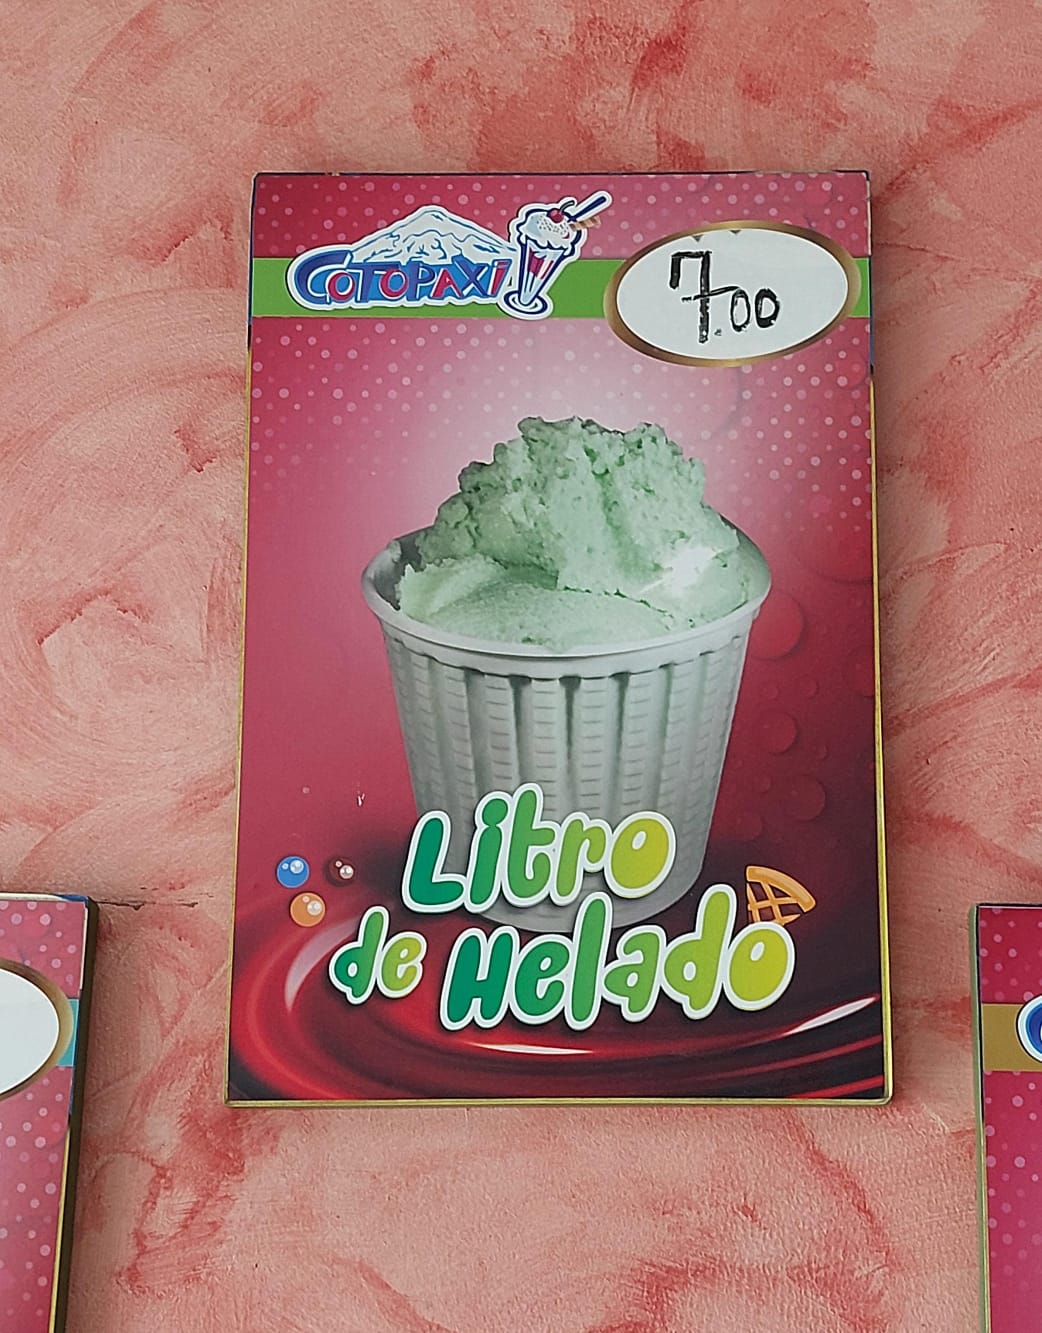 COTOPAXI
7.00
Litro
de Helado